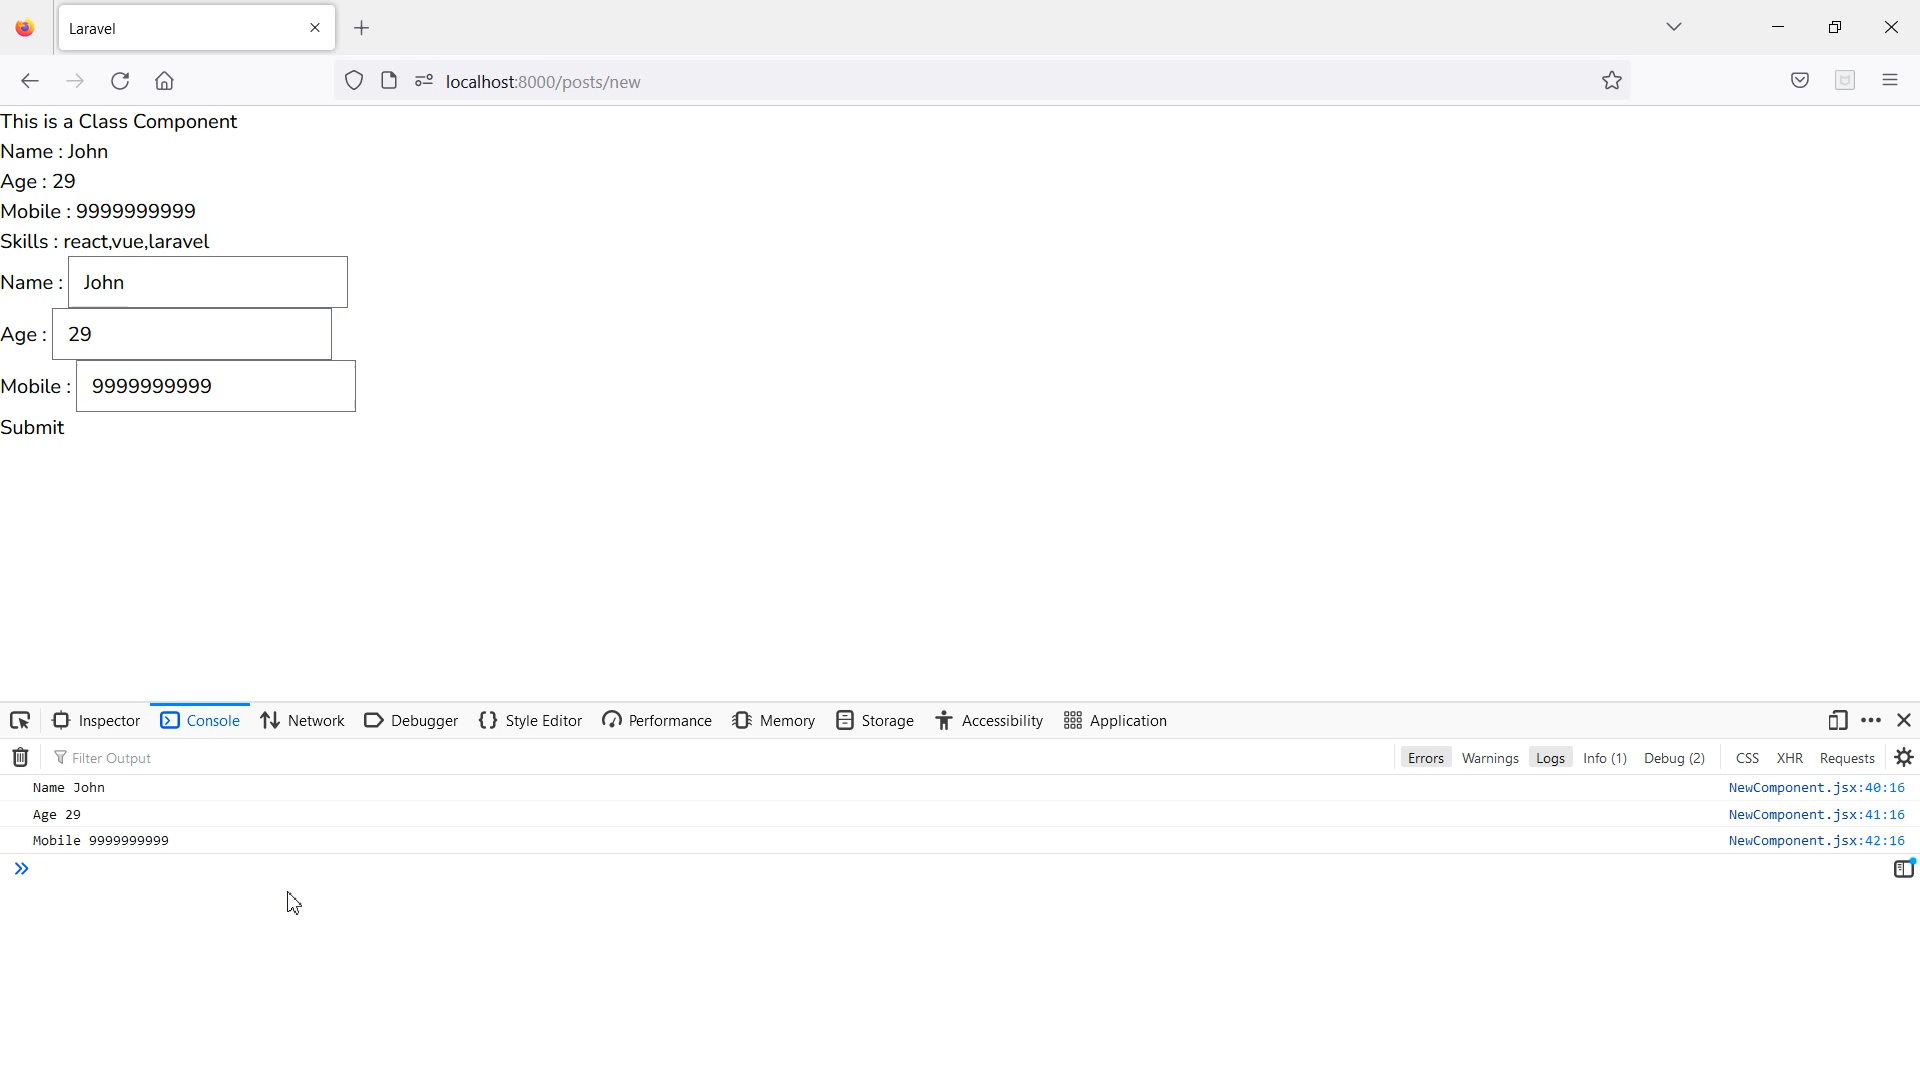 Laravel
localhost:8000/posts/new
This is a Class Component
Name : John
Age : 29
Mobile : 9999999999
Skills : react,vue,laravel
Name : John
Age : 29
Mobile : 9999999999
Submit
Inspector Console Network Debugger Style Editor Performance Memory Storage Accessibility Application
Filter Output Errors Warnings Logs Info (1) Debug (2) CSS XHR Requests
Name John NewComponent.jsx:40:16
Age 29 NewComponent.jsx:41:16
Mobile 9999999999 NewComponent.jsx:42:16